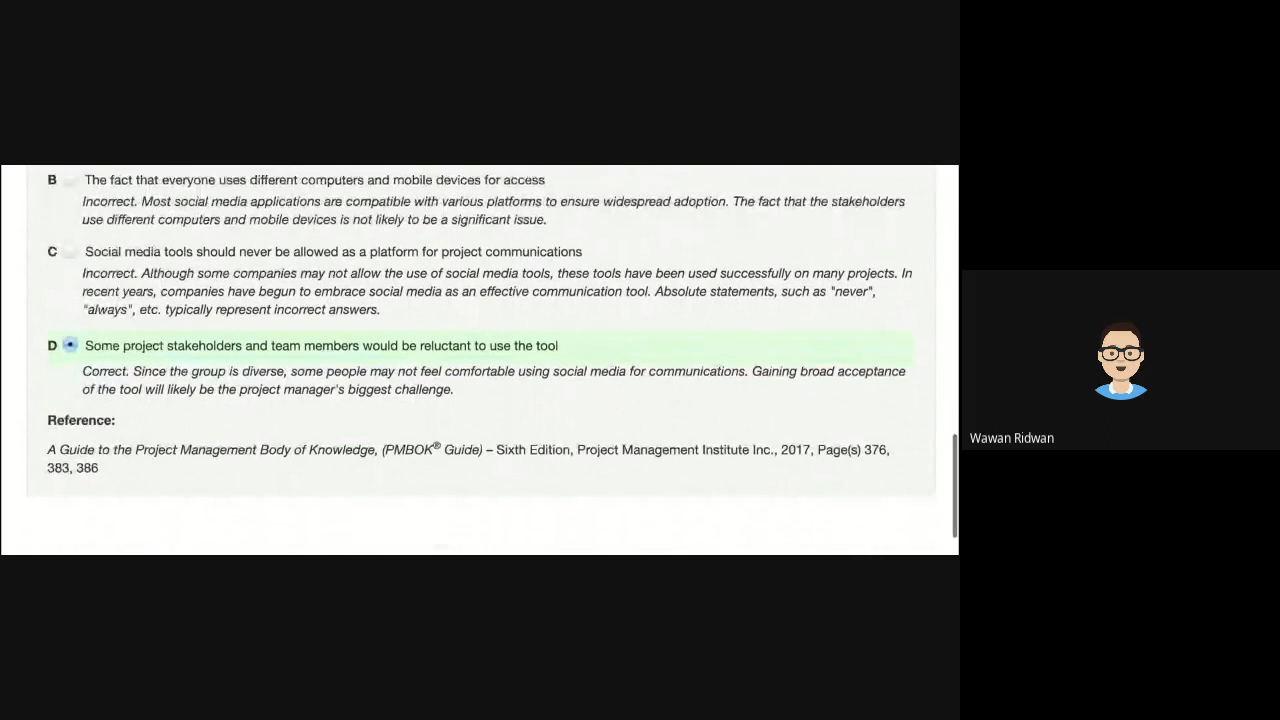 B The fact that everyone uses different computers and mobile devices for access
Incorrect. Most social media applications are compatible with various platforms to ensure widespread adoption. The fact that the stakeholders
use different computers and mobile devices is not likely to be a significant issue.
C Social media tools should never be allowed as a platform for project communications
Incorrect. Although some companies may not allow the use of social media tools, these tools have been used successfully on many projects. In
recent years, companies have begun to embrace social media as an effective communication tool. Absolute statements, such as "never",
"always", etc. typically represent incorrect answers.
D Some project stakeholders and team members would be reluctant to use the tool
Correct. Since the group is diverse, some people may not feel comfortable using social media for communications. Gaining broad acceptance
of the tool will likely be the project manager's biggest challenge.
Reference:
A Guide to the Project Management Body of Knowledge, (PMBOK® Guide) – Sixth Edition, Project Management Institute Inc., 2017, Page(s) 376,
383, 386
Wawan Ridwan